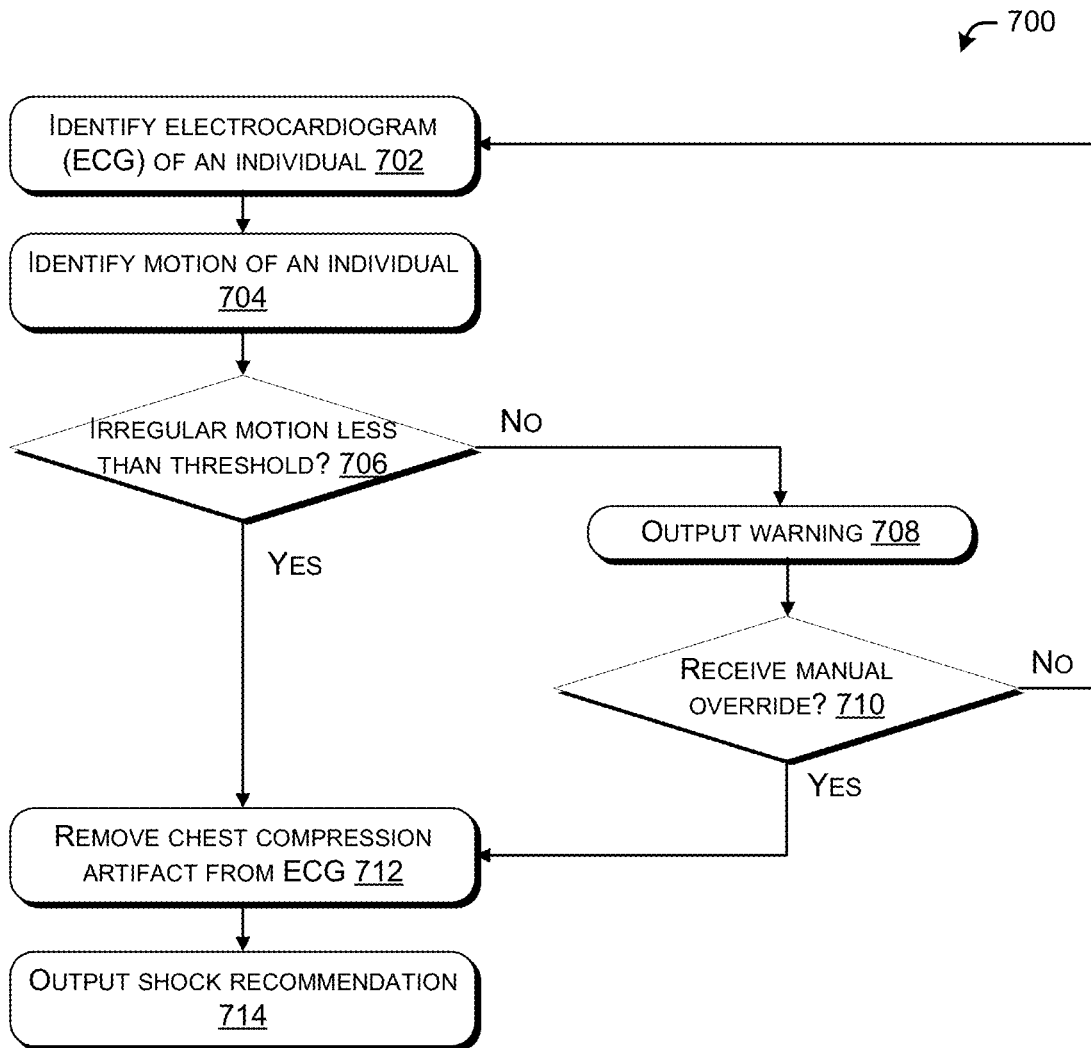 700
IDENTIFY ELECTROCARDIOGRAM
(ECG) OF AN INDIVIDUAL 702
IDENTIFY MOTION OF AN INDIVIDUAL
704
IRREGULAR MOTION LESS
THAN THRESHOLD? 706
NO
YES
OUTPUT WARNING 708
RECEIVE MANUAL
OVERRIDE? 710
NO
YES
REMOVE CHEST COMPRESSION
ARTIFACT FROM ECG 712
OUTPUT SHOCK RECOMMENDATION
714